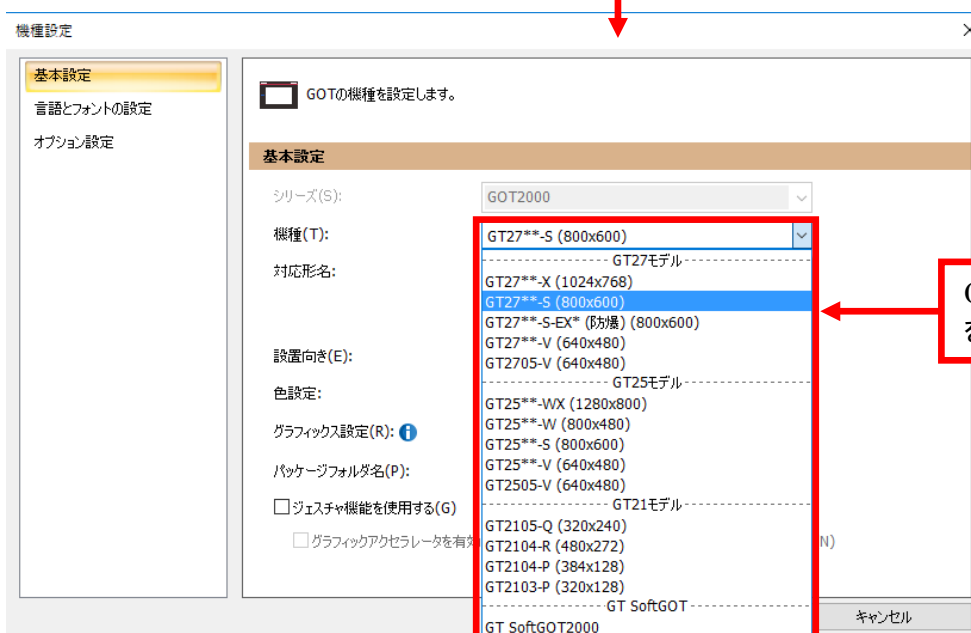 機種設定
基本設定
言語とフォントの設定
オプション設定
GOTの機種を設定します。
基本設定
シリーズ(S):
GOT2000
機種(T):
GT27**-S (800x600)
対応形名:
設置向き(E):
色設定:
グラフィックス設定(R):
パッケージフォルダ名(P):
ジェスチャ機能を使用する(G)
グラフィックアクセラレータを有効
N)
GT27モデル
GT27**-X (1024x768)
GT27**-S (800x600)
GT27**-S-EX* (防爆) (800x600)
GT27**-V (640x480)
GT2705-V (640x480)
GT25モデル
GT25**-WX (1280x800)
GT25**-W (800x480)
GT25**-S (800x600)
GT25**-V (640x480)
GT2505-V (640x480)
GT21モデル
GT2105-Q (320x240)
GT2104-R (480x272)
GT2104-P (384x128)
GT2103-P (320x128)
GT SoftGOT
GT SoftGOT2000
を
キャンセル